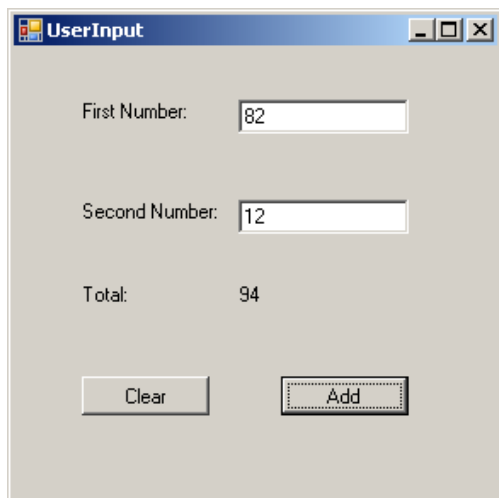 UserInput
First Number: 82
Second Number: 12
Total: 94
Clear Add